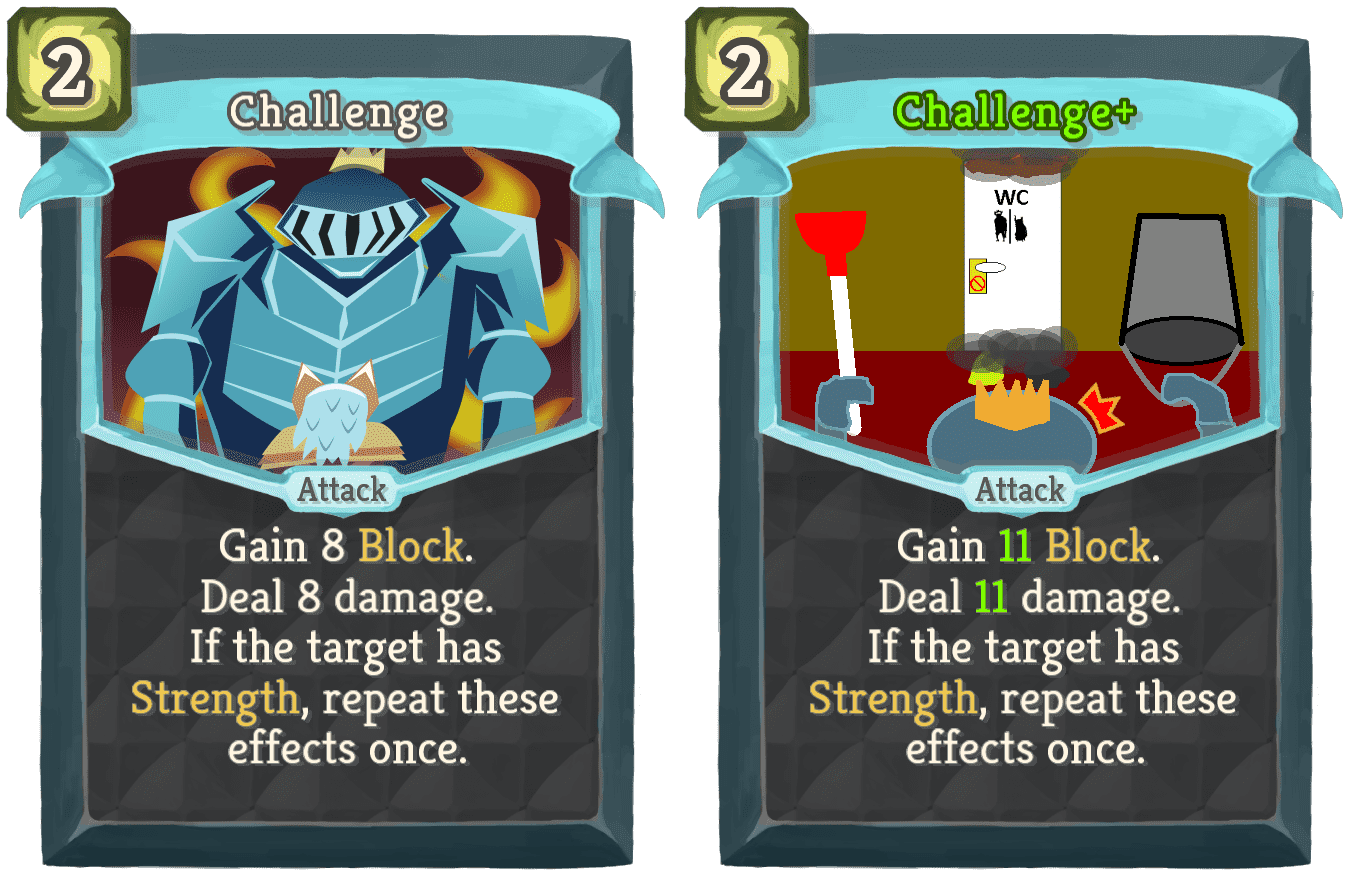 2
Challenge
Attack
Gain 8 Block.
Deal 8 damage.
If the target has
Strength, repeat these
effects once.
2
Challenge+
WC
Attack
Gain 11 Block.
Deal 11 damage.
If the target has
Strength, repeat these
effects once.